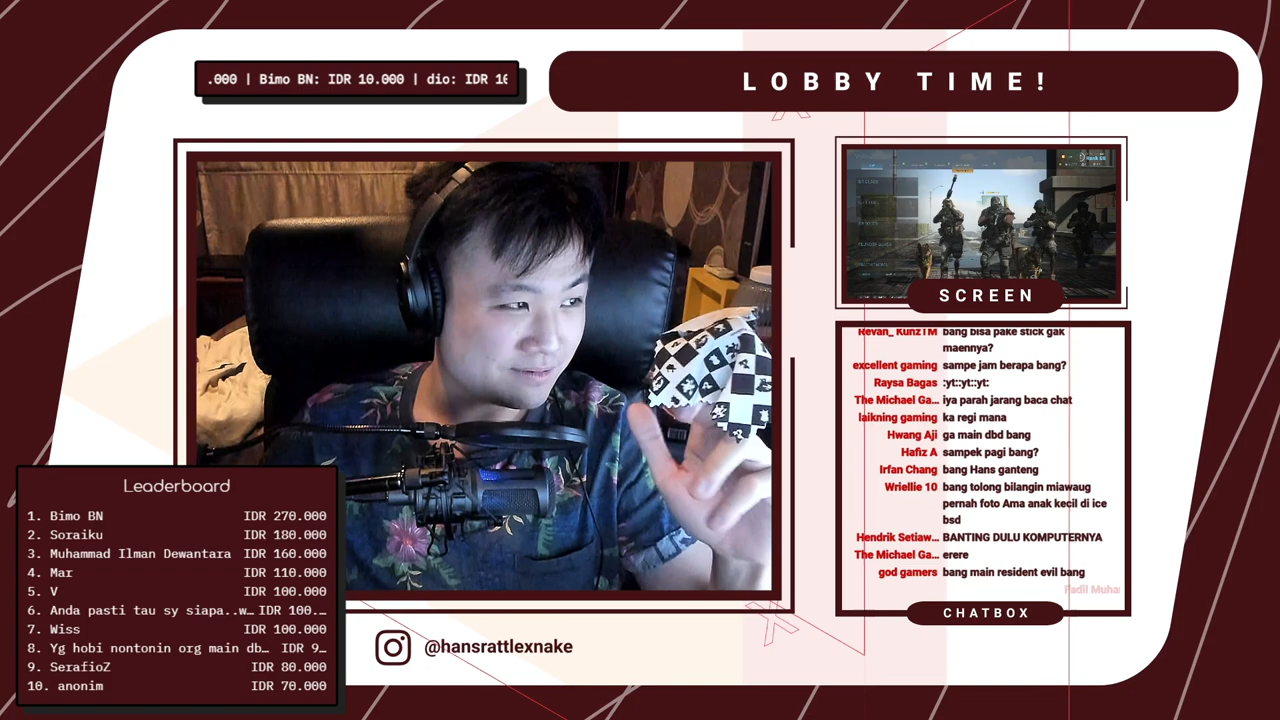 .000 | Bimo BN: IDR 10.000 | dio: IDR 10
LOBBY TIME!
SCREEN
Revan_ KunzTM bang bisa pake stick gak
maennya?
excellent gaming sampe jam berapa bang?
Raysa Bagas :yt::yt::yt:
The Michael Ga... iya parah jarang baca chat
laikning gaming ka regi mana
Hwang Aji ga main dbd bang
Hafiz A sampek pagi bang?
Irfan Chang bang Hans ganteng
Wriellie 10 bang tolong bilangin miawaug
pernah foto Ama anak kecil di ice
bsd
Hendrik Setiaw... BANTING DULU KOMPUTERNYA
The Michael Ga... erere
god gamers bang main resident evil bang
Fadil Muha
CHATBOX
Leaderboard
1. Bimo BN IDR 270.000
2. Soraiku IDR 180.000
3. Muhammad Ilman Dewantara IDR 160.000
4. Mar IDR 110.000
5. V IDR 100.000
6. Anda pasti tau sy siapa..w… IDR 100.…
7. Wiss IDR 100.000
8. Yg hobi nontonin org main db… IDR 9…
9. SerafioZ IDR 80.000
10. anonim IDR 70.000
@hansrattlexnake